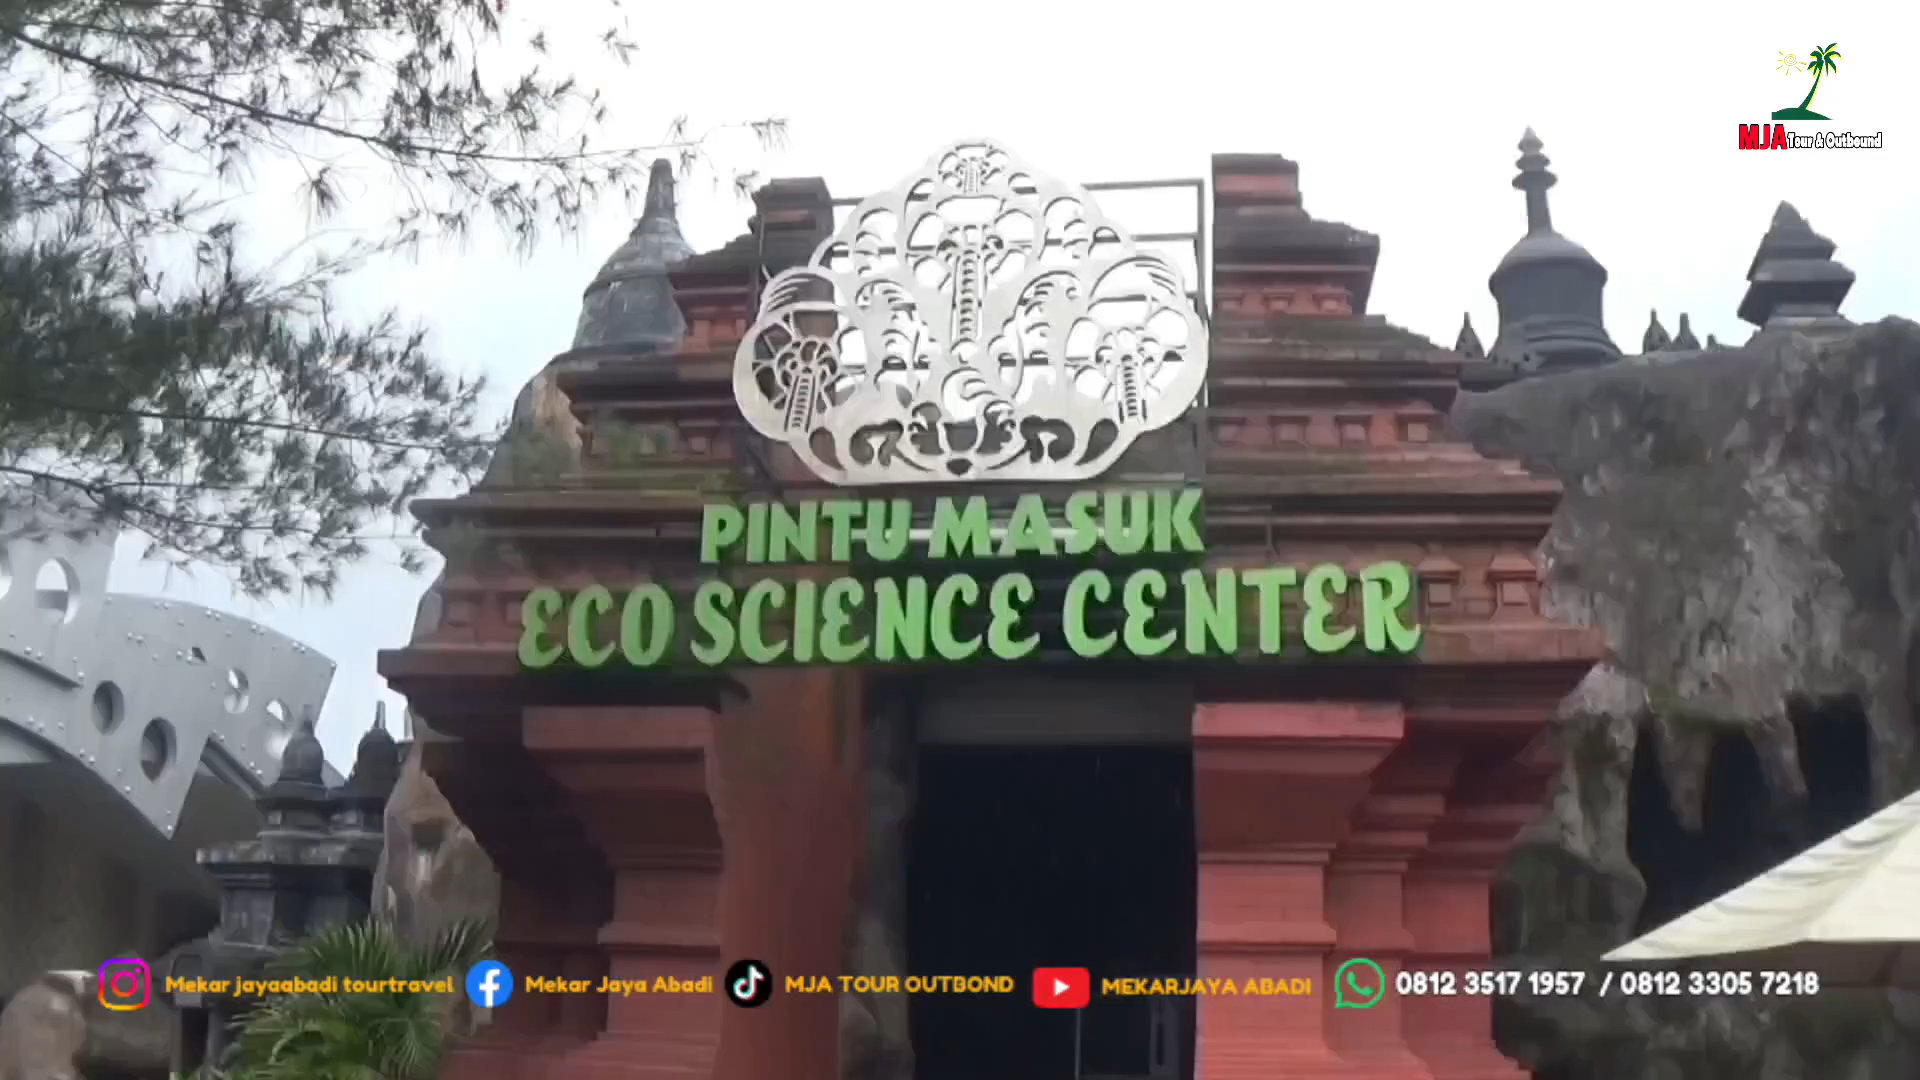 MJA Tour & Outbound
PINTU MASUK
ECO SCIENCE CENTER
Mekar jayaabadi tourtravel
Mekar Jaya Abadi
MJA TOUR OUTBOND
MEKARJAYA ABADI
0812 3517 1957 / 0812 3305 7218